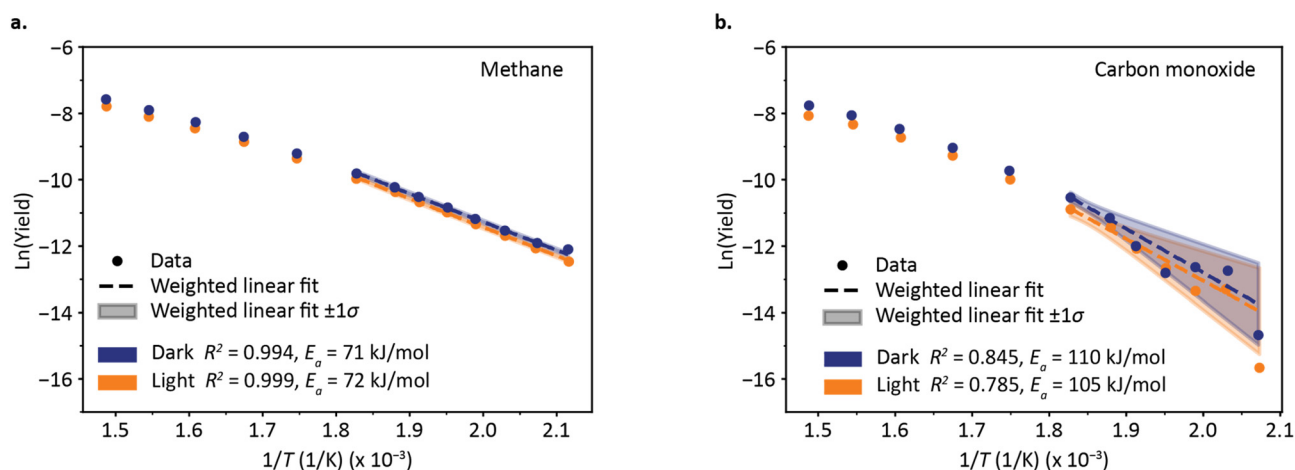 a.
−6
−8
−10
−12
−14
−16
Ln(Yield)
Methane
Data
Weighted linear fit
Weighted linear fit ±1σ
Dark R² = 0.994, Eₐ = 71 kJ/mol
Light R² = 0.999, Eₐ = 72 kJ/mol
1.5 1.6 1.7 1.8 1.9 2.0 2.1
1/T (1/K) (x 10⁻³)
b.
−6
−8
−10
−12
−14
−16
Ln(Yield)
Carbon monoxide
Data
Weighted linear fit
Weighted linear fit ±1σ
Dark R² = 0.845, Eₐ = 110 kJ/mol
Light R² = 0.785, Eₐ = 105 kJ/mol
1.5 1.6 1.7 1.8 1.9 2.0 2.1
1/T (1/K) (x 10⁻³)